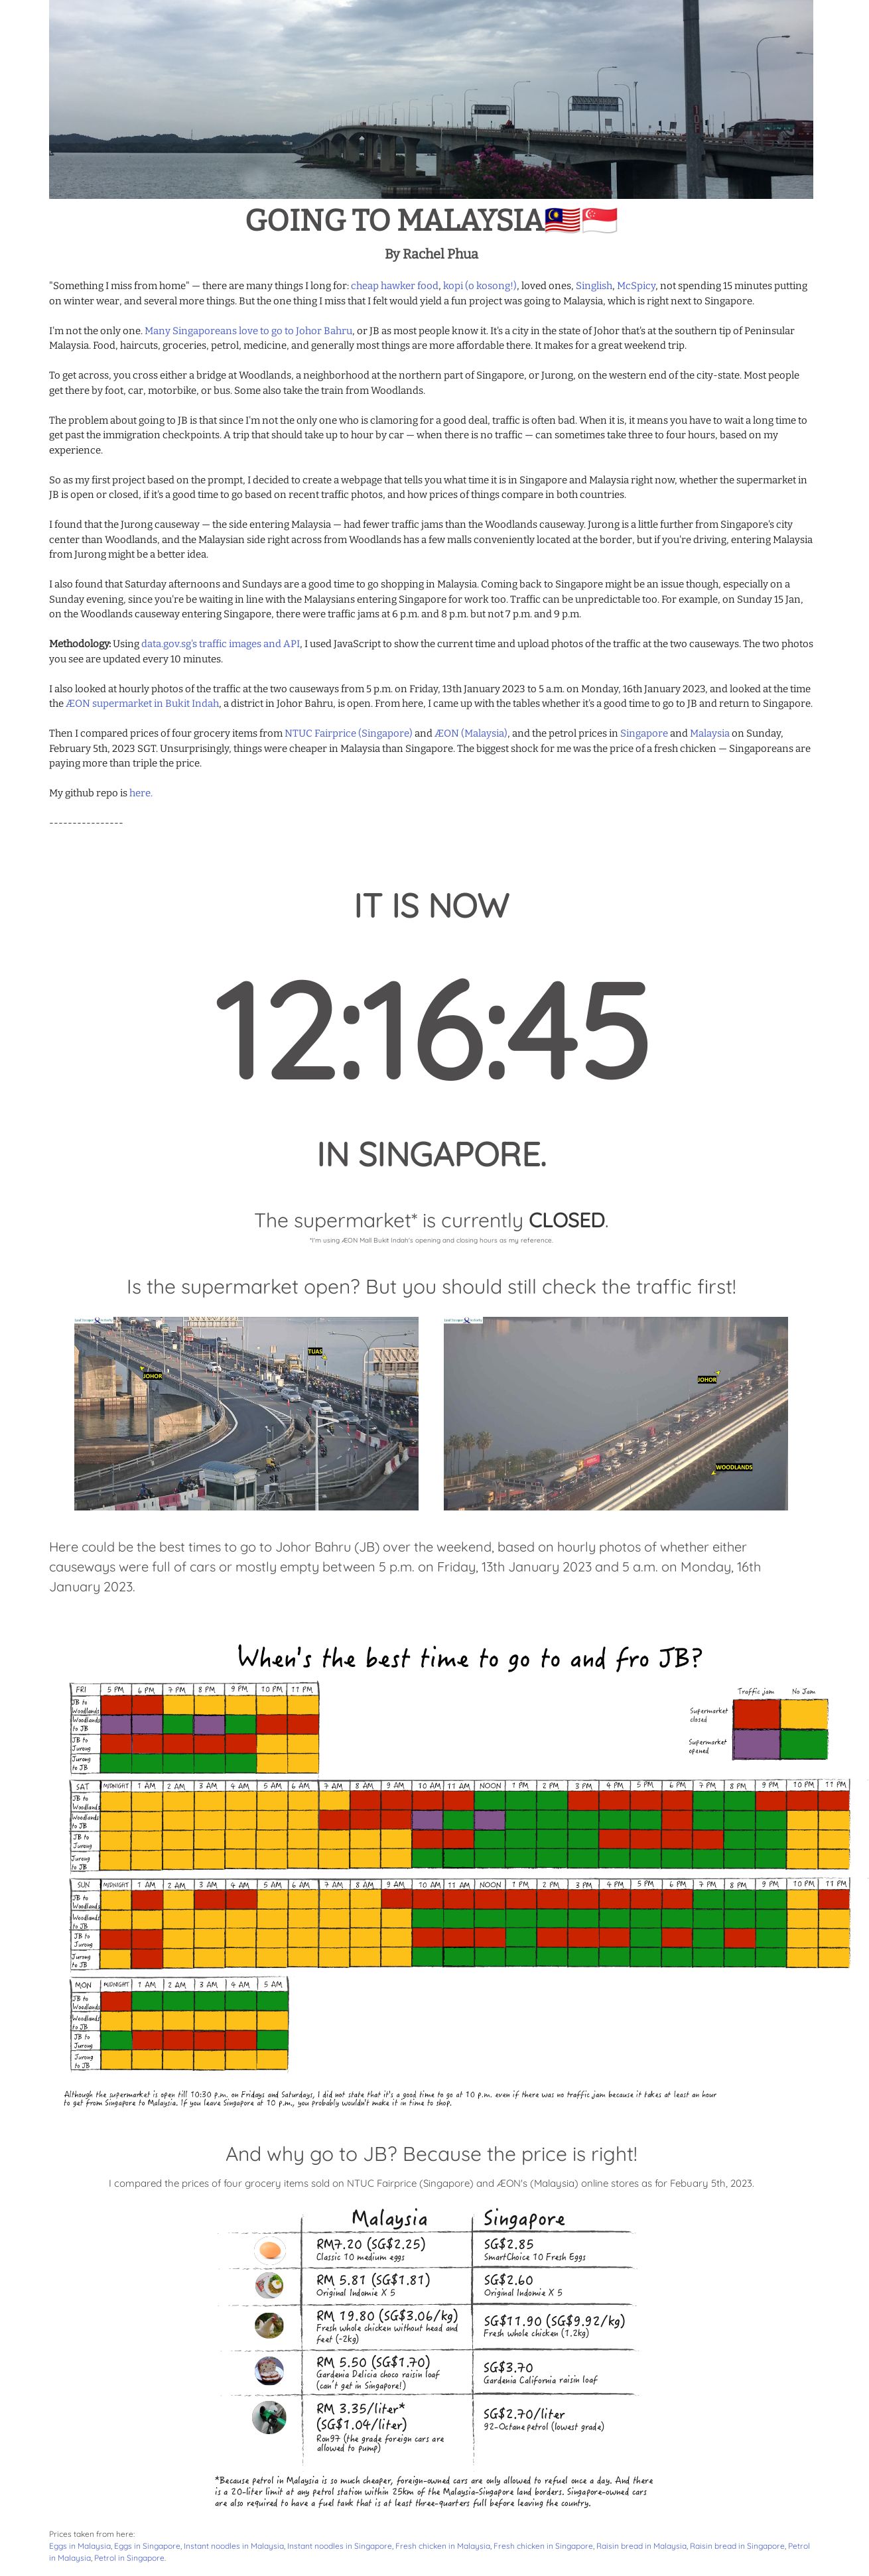 GOING TO MALAYSIA🇲🇾🇸🇬
By Rachel Phua
"Something I miss from home" — there are many things I long for: cheap hawker food, kopi (o kosong!), loved ones, Singlish, McSpicy, not spending 15 minutes putting
on winter wear, and several more things. But the one thing I miss that I felt would yield a fun project was going to Malaysia, which is right next to Singapore.
I'm not the only one. Many Singaporeans love to go to Johor Bahru, or JB as most people know it. It's a city in the state of Johor that's at the southern tip of Peninsular
Malaysia. Food, haircuts, groceries, petrol, medicine, and generally most things are more affordable there. It makes for a great weekend trip.
To get across, you cross either a bridge at Woodlands, a neighborhood at the northern part of Singapore, or Jurong, on the western end of the city-state. Most people
get there by foot, car, motorbike, or bus. Some also take the train from Woodlands.
The problem about going to JB is that since I'm not the only one who is clamoring for a good deal, traffic is often bad. When it is, it means you have to wait a long time to
get past the immigration checkpoints. A trip that should take up to hour by car — when there is no traffic — can sometimes take three to four hours, based on my
experience.
So as my first project based on the prompt, I decided to create a webpage that tells you what time it is in Singapore and Malaysia right now, whether the supermarket in
JB is open or closed, if it's a good time to go based on recent traffic photos, and how prices of things compare in both countries.
I found that the Jurong causeway — the side entering Malaysia — had fewer traffic jams than the Woodlands causeway. Jurong is a little further from Singapore's city
center than Woodlands, and the Malaysian side right across from Woodlands has a few malls conveniently located at the border, but if you're driving, entering Malaysia
from Jurong might be a better idea.
I also found that Saturday afternoons and Sundays are a good time to go shopping in Malaysia. Coming back to Singapore might be an issue though, especially on a
Sunday evening, since you're be waiting in line with the Malaysians entering Singapore for work too. Traffic can be unpredictable too. For example, on Sunday 15 Jan,
on the Woodlands causeway entering Singapore, there were traffic jams at 6 p.m. and 8 p.m. but not 7 p.m. and 9 p.m.
Methodology: Using data.gov.sg's traffic images and API, I used JavaScript to show the current time and upload photos of the traffic at the two causeways. The two photos
you see are updated every 10 minutes.
I also looked at hourly photos of the traffic at the two causeways from 5 p.m. on Friday, 13th January 2023 to 5 a.m. on Monday, 16th January 2023, and looked at the time
the ÆON supermarket in Bukit Indah, a district in Johor Bahru, is open. From here, I came up with the tables whether it's a good time to go to JB and return to Singapore.
Then I compared prices of four grocery items from NTUC Fairprice (Singapore) and ÆON (Malaysia), and the petrol prices in Singapore and Malaysia on Sunday,
February 5th, 2023 SGT. Unsurprisingly, things were cheaper in Malaysia than Singapore. The biggest shock for me was the price of a fresh chicken — Singaporeans are
paying more than triple the price.
My github repo is here.
----------------
IT IS NOW
12:16:45
IN SINGAPORE.
The supermarket* is currently CLOSED.
*I'm using ÆON Mall Bukit Indah's opening and closing hours as my reference.
Is the supermarket open? But you should still check the traffic first!
JOHOR
TUAS
JOHOR
WOODLANDS
Here could be the best times to go to Johor Bahru (JB) over the weekend, based on hourly photos of whether either
causeways were full of cars or mostly empty between 5 p.m. on Friday, 13th January 2023 and 5 a.m. on Monday, 16th
January 2023.
When's the best time to go to and fro JB?
Traffic jam No Jam
Supermarket
closed
Supermarket
opened
FRI 5 PM 6 PM 7 PM 8 PM 9 PM 10 PM 11 PM
JB to
Woodlands
Woodlands
to JB
JB to
Jurong
Jurong
to JB
SAT MIDNIGHT 1 AM 2 AM 3 AM 4 AM 5 AM 6 AM 7 AM 8 AM 9 AM 10 AM 11 AM NOON 1 PM 2 PM 3 PM 4 PM 5 PM 6 PM 7 PM 8 PM 9 PM 10 PM 11 PM
JB to
Woodlands
Woodlands
to JB
JB to
Jurong
Jurong
to JB
SUN MIDNIGHT 1 AM 2 AM 3 AM 4 AM 5 AM 6 AM 7 AM 8 AM 9 AM 10 AM 11 AM NOON 1 PM 2 PM 3 PM 4 PM 5 PM 6 PM 7 PM 8 PM 9 PM 10 PM 11 PM
JB to
Woodlands
Woodlands
to JB
JB to
Jurong
Jurong
to JB
MON MIDNIGHT 1 AM 2 AM 3 AM 4 AM 5 AM
JB to
Woodlands
Woodlands
to JB
JB to
Jurong
Jurong
to JB
Although the supermarket is open till 10:30 p.m. on Fridays and Saturdays, I did not state that it's a good time to go at 10 p.m. even if there was no traffic jam because it takes at least an hour
to get from Singapore to Malaysia. If you leave Singapore at 10 p.m., you probably wouldn't make it in time to shop.
And why go to JB? Because the price is right!
I compared the prices of four grocery items sold on NTUC Fairprice (Singapore) and ÆON's (Malaysia) online stores as for Febuary 5th, 2023.
Malaysia Singapore
RM7.20 (SG$2.25)
Classic 10 medium eggs
SG$2.85
SmartChoice 10 Fresh Eggs
RM 5.81 (SG$1.81)
Original Indomie X 5
SG$2.60
Original Indomie X 5
RM 19.80 (SG$3.06/kg)
Fresh whole chicken without head and
feet (~2kg)
SG$11.90 (SG$9.92/kg)
Fresh whole chicken (1.2kg)
RM 5.50 (SG$1.70)
Gardenia Delicia choco raisin loaf
(can't get in Singapore!)
SG$3.70
Gardenia California raisin loaf
RM 3.35/liter*
(SG$1.04/liter)
Ron97 (the grade foreign cars are
allowed to pump)
SG$2.70/liter
92-Octane petrol (lowest grade)
*Because petrol in Malaysia is so much cheaper, foreign-owned cars are only allowed to refuel once a day. And there
is a 20-liter limit at any petrol station within 25km of the Malaysia-Singapore land borders. Singapore-owned cars
are also required to have a fuel tank that is at least three-quarters full before leaving the country.
Prices taken from here:
Eggs in Malaysia, Eggs in Singapore, Instant noodles in Malaysia, Instant noodles in Singapore, Fresh chicken in Malaysia, Fresh chicken in Singapore, Raisin bread in Malaysia, Raisin bread in Singapore, Petrol
in Malaysia, Petrol in Singapore.